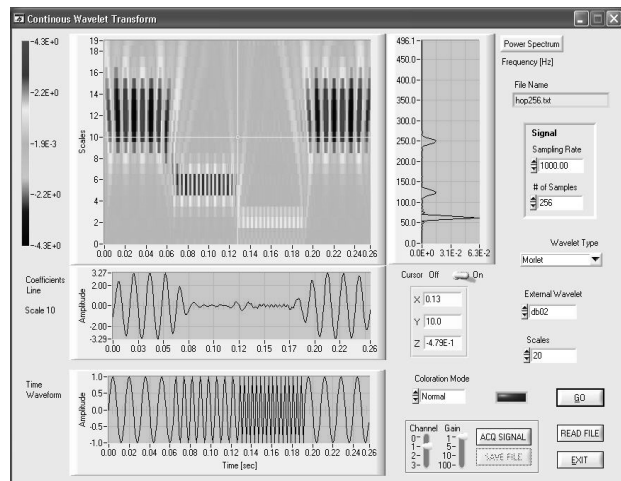 Continous Wavelet Transform
-4.3E+0
-2.2E+0
-1.9E-3
-2.2E+0
-4.3E+0
Scales
19-
18-
16-
14-
12-
10-
8-
6-
4-
2-
0-
0.00 0.02 0.04 0.06 0.08 0.10 0.12 0.14 0.16 0.18 0.20 0.22 0.24 0.26
496.1-
450.0-
400.0-
350.0-
300.0-
250.0-
200.0-
150.0-
100.0-
50.0-
0.0-
0.0E+0 3.1E-2 6.3E-2
Power Spectrum
Frequency [Hz]
File Name
hop256.txt
Signal
Sampling Rate
1000.00
# of Samples
256
Wavelet Type
Morlet
External Wavelet
db02
Scales
20
Coefficients
Line
Scale 10
Amplitude
3.27-
2.00-
0.00-
-2.00-
-3.29-
0.00 0.03 0.05 0.07 0.10 0.13 0.15 0.17 0.20 0.22 0.26
Cursor Off On
X 0.13
Y 10.0
Z -4.79E-1
Time
Waveform
Amplitude
1.0-
0.5-
0.0-
-0.5-
-1.0-
0.00 0.02 0.04 0.06 0.08 0.10 0.12 0.14 0.16 0.18 0.20 0.22 0.24 0.26
Time [sec]
Coloration Mode
Normal
GO
Channel Gain
0-
1-
2-
3-
1-
5-
10-
100-
ACQ SIGNAL
SAVE FILE
READ FILE
EXIT